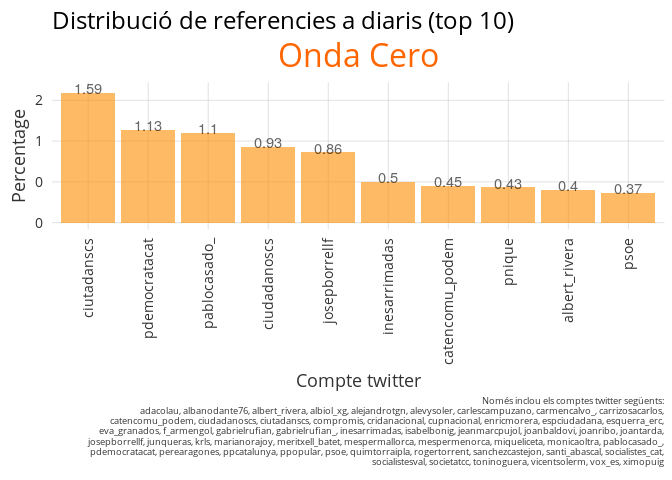 Distribució de referencies a diaris (top 10)
Onda Cero
Percentage
2
1
0
0
1.59
1.13
1.1
0.93
0.86
0.5
0.45
0.43
0.4
0.37
ciutadanscs
pdemocratacat
pablocasado_
ciudadanoscs
josepborrellf
inesarrimadas
catencomu_podem
pnique
albert_rivera
psoe
Compte twitter
Només inclou els comptes twitter següents:
adacolau, albanodante76, albert_rivera, albiol_xg, alejandrotgn, alevysoler, carlescampuzano, carmencalvo_, carrizosacarlos,
catencomu_podem, ciudadanoscs, ciutadanscs, compromis, cridanacional, cupnacional, enricmorera, espciudadana, esquerra_erc,
eva_granados, f_armengol, gabrielrufian, gabrielrufian_, inesarrimadas, isabelbonig, jeanmarcpujol, joanbaldovi, joanribo, joantarda,
josepborrellf, junqueras, krls, marianorajoy, meritxell_batet, mespermallorca, mespermenorca, miqueliceta, monicaoltra, pablocasado_,
pdemocratacat, perearagones, ppcatalunya, ppopular, psoe, quimtorraipla, rogertorrent, sanchezcastejon, santi_abascal, socialistes_cat,
socialistesval, societatcc, toninoguera, vicentsolerm, vox_es, ximopuig